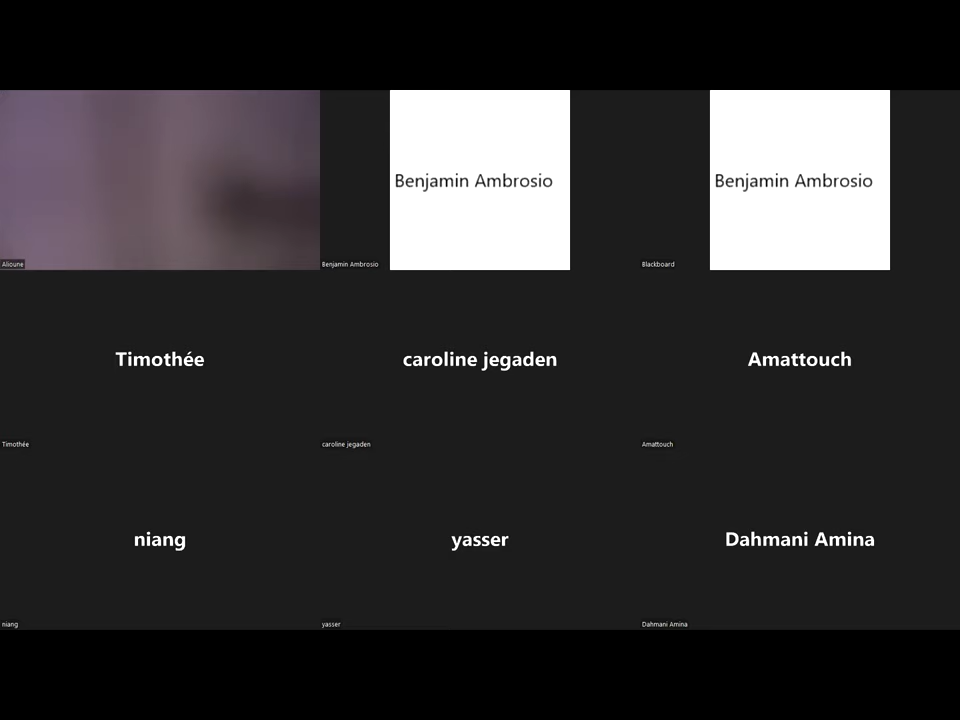 Benjamin Ambrosio
Benjamin Ambrosio
Alioune
Benjamin Ambrosio
Blackboard
Timothée
caroline jegaden
Amattouch
Timothée
caroline jegaden
Amattouch
niang
yasser
Dahmani Amina
niang
yasser
Dahmani Amina